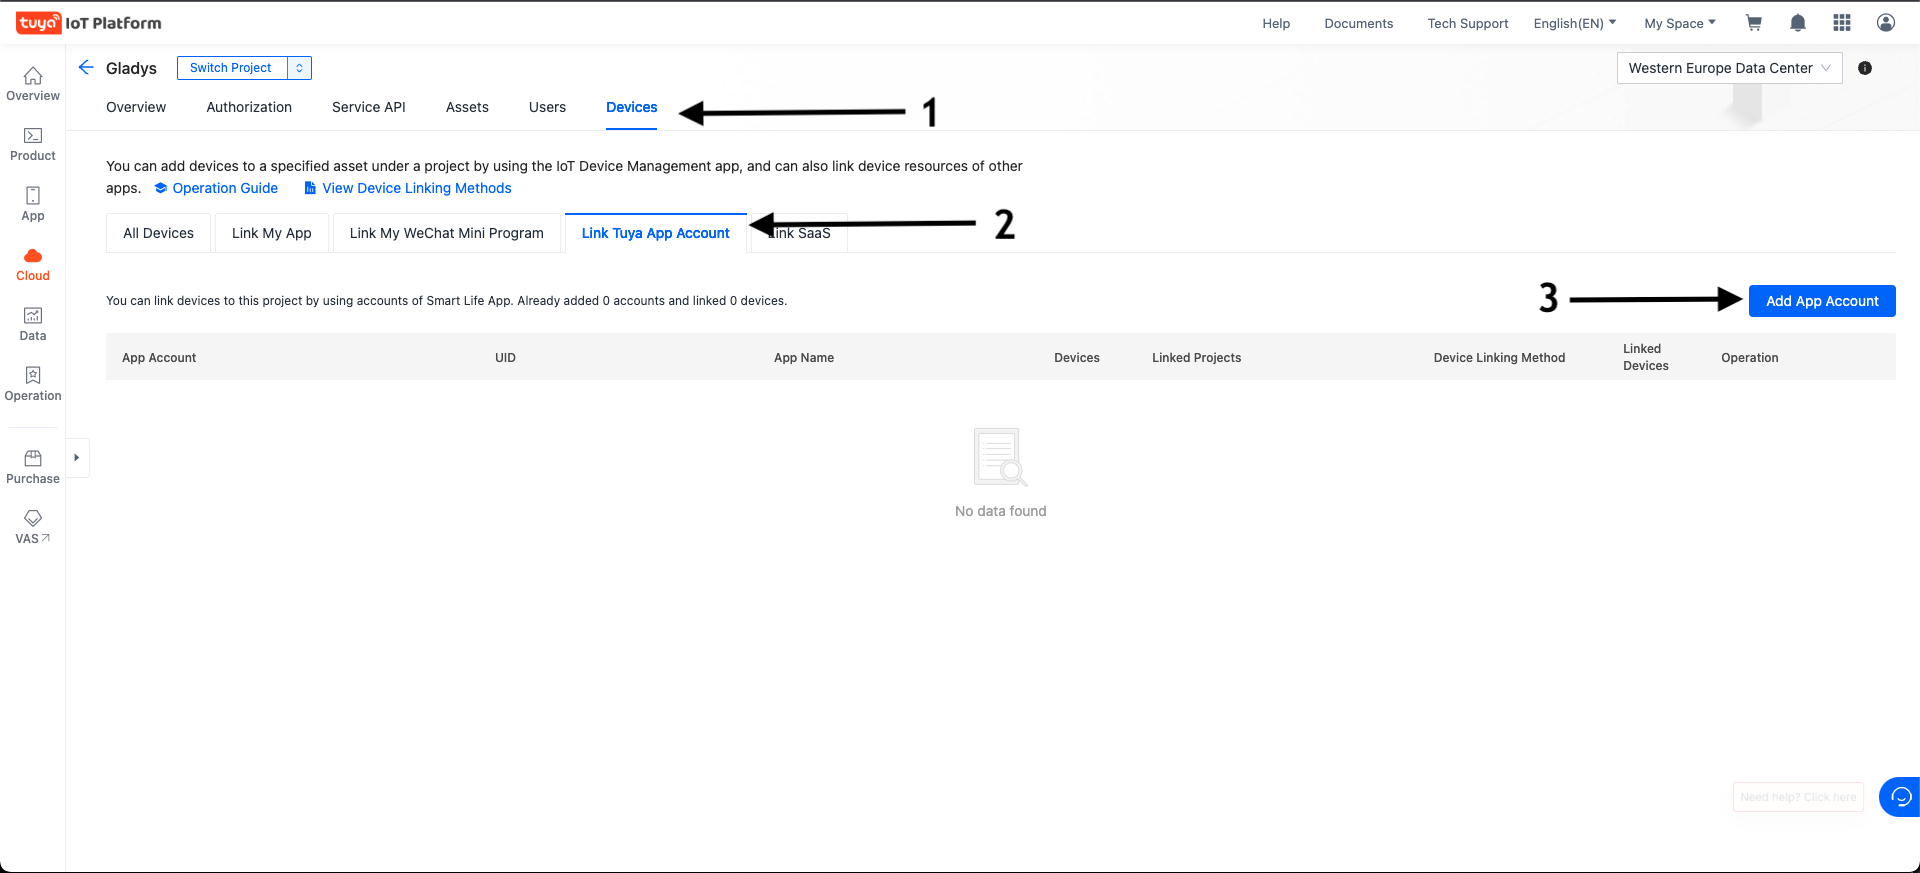 tuya IoT Platform
Help Documents Tech Support English(EN) My Space
Gladys Switch Project Western Europe Data Center
Overview Authorization Service API Assets Users Devices 1
You can add devices to a specified asset under a project by using the IoT Device Management app, and can also link device resources of other
apps. Operation Guide View Device Linking Methods
All Devices Link My App Link My WeChat Mini Program Link Tuya App Account Link SaaS 2
You can link devices to this project by using accounts of Smart Life App. Already added 0 accounts and linked 0 devices. 3 Add App Account
App Account UID App Name Devices Linked Projects Device Linking Method Linked Devices Operation
No data found
Overview
Product
App
Cloud
Data
Operation
Purchase
VAS
Need help? Click here